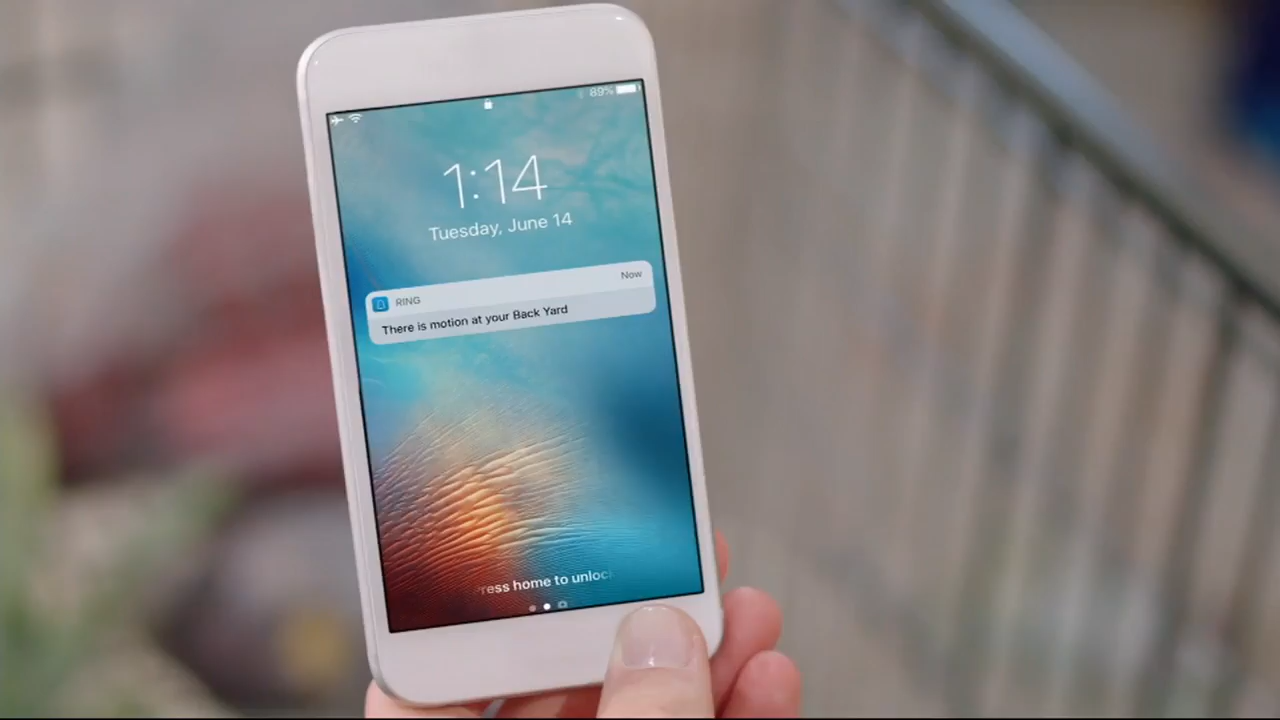 89%
1:14
Tuesday, June 14
RING
Now
There is motion at your Back Yard
ress home to unloc